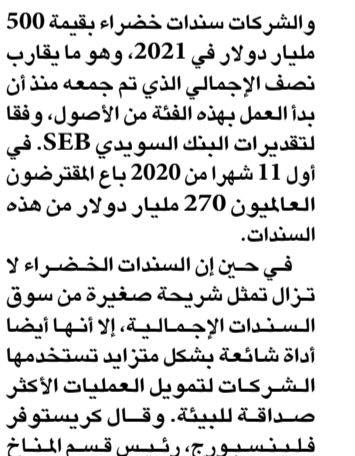 والشركات سندات خضراء بقيمة 500
مليار دولار في 2021، وهو ما يقارب
نصف الإجمالي الذي تم جمعه منذ أن
بدأ العمل بهذه الفئة من الأصول، وفقا
لتقديرات البنك السويدي SEB. في
أول 11 شهرا من 2020 باع المقترضون
العالميون 270 مليار دولار من هذه
السندات.
في حين إن السندات الخضراء لا
تزال تمثل شريحة صغيرة من سوق
السندات الإجمالية، إلا أنها أيضا
أداة شائعة بشكل متزايد تستخدمها
الشركات لتمويل العمليات الأكثر
صداقة للبيئة. وقال كريستوفر
فلينسبورج، رئيس قسم المناخ